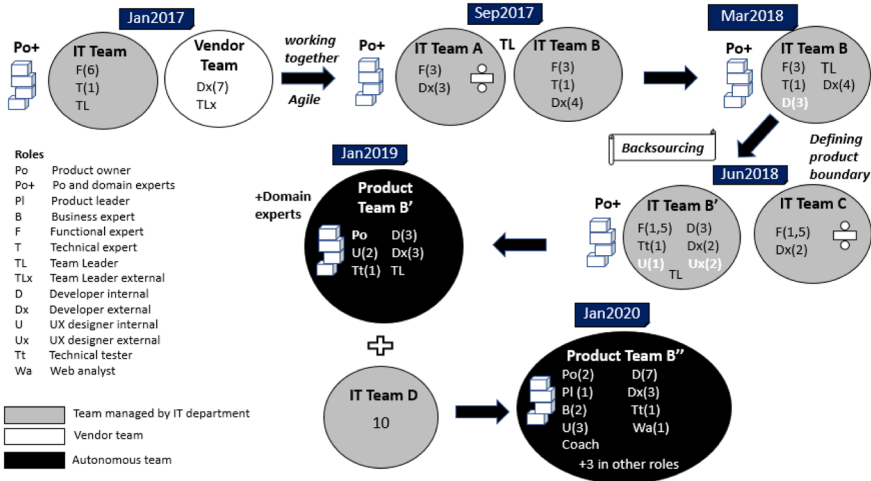 Jan2017
Po+
IT Team
F(6)
T(1)
TL
Vendor
Team
Dx(7)
TLx
working
together
Agile
Sep2017
Po+
IT Team A
F(3)
Dx(3)
TL
IT Team B
F(3)
T(1)
Dx(4)
Mar2018
Po+
IT Team B
F(3) TL
T(1) Dx(4)
D(3)
Backsourcing
Defining
product
boundary
Jun2018
Po+
IT Team B'
F(1,5) D(3)
Tt(1) Dx(2)
U(1) Ux(2)
TL
IT Team C
F(1,5)
Dx(2)
Jan2019
+Domain
experts
Product
Team B'
Po D(3)
U(2) Dx(3)
Tt(1) TL
IT Team D
10
Jan2020
Product Team B''
Po(2) D(7)
Pl (1) Dx(3)
B(2) Tt(1)
U(3) Wa(1)
Coach
+3 in other roles
Roles
Po Product owner
Po+ Po and domain experts
Pl Product leader
B Business expert
F Functional expert
T Technical expert
TL Team Leader
TLx Team Leader external
D Developer internal
Dx Developer external
U UX designer internal
Ux UX designer external
Tt Technical tester
Wa Web analyst
Team managed by IT department
Vendor team
Autonomous team